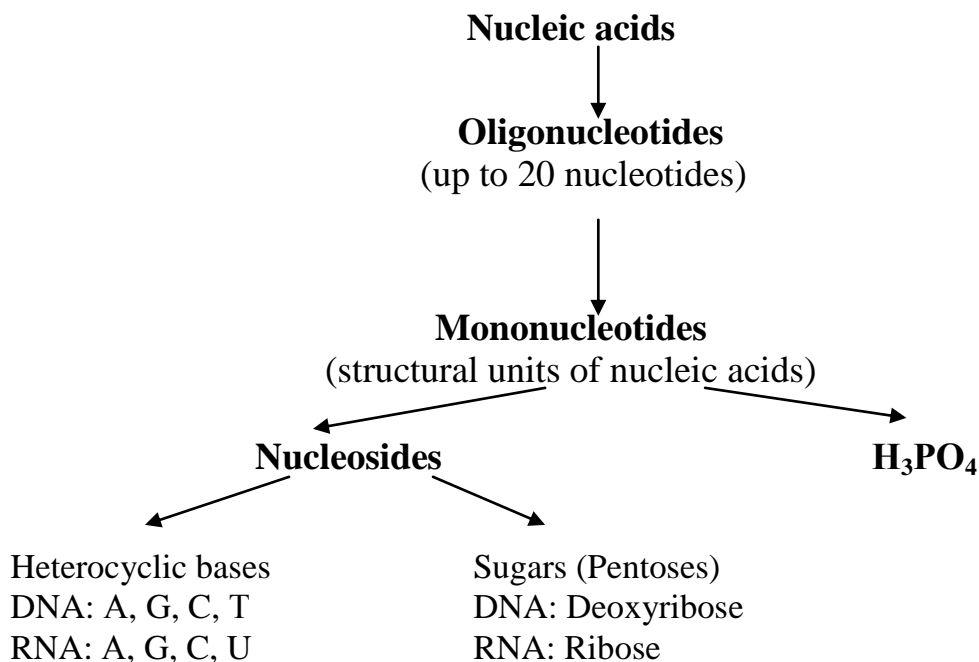 Nucleic acids
Oligonucleotides
(up to 20 nucleotides)
Mononucleotides
(structural units of nucleic acids)
Nucleosides
H₃PO₄
Heterocyclic bases
DNA: A, G, C, T
RNA: A, G, C, U
Sugars (Pentoses)
DNA: Deoxyribose
RNA: Ribose